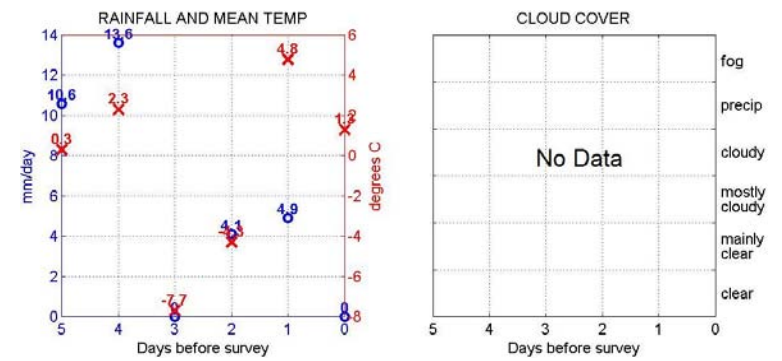 RAINFALL AND MEAN TEMP
14
12
10
8
6
4
2
0
mm/day
6
4
2
0
-2
-4
-6
-8
degrees C
10.6
13.6
0
4.1
4.9
0
0.3
2.3
-7.7
4.8
5
4
3
2
1
0
Days before survey
CLOUD COVER
fog
precip
cloudy
mostly
cloudy
mainly
clear
clear
No Data
5
4
3
2
1
0
Days before survey